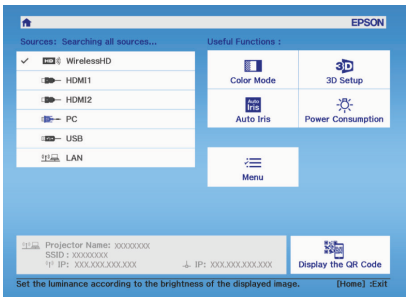 EPSON
Sources: Searching all sources...
Useful Functions :
WirelessHD
HDMI1
HDMI2
PC
USB
LAN
Color Mode
3D
3D Setup
Auto
Iris
Auto Iris
Power Consumption
Menu
Projector Name: XXXXXXXX
SSID : XXXXXXXX
IP: XXX.XXX.XXX.XXX
IP: XXX.XXX.XXX.XXX
Display the QR Code
Set the luminance according to the brightness of the displayed image.
[Home] :Exit